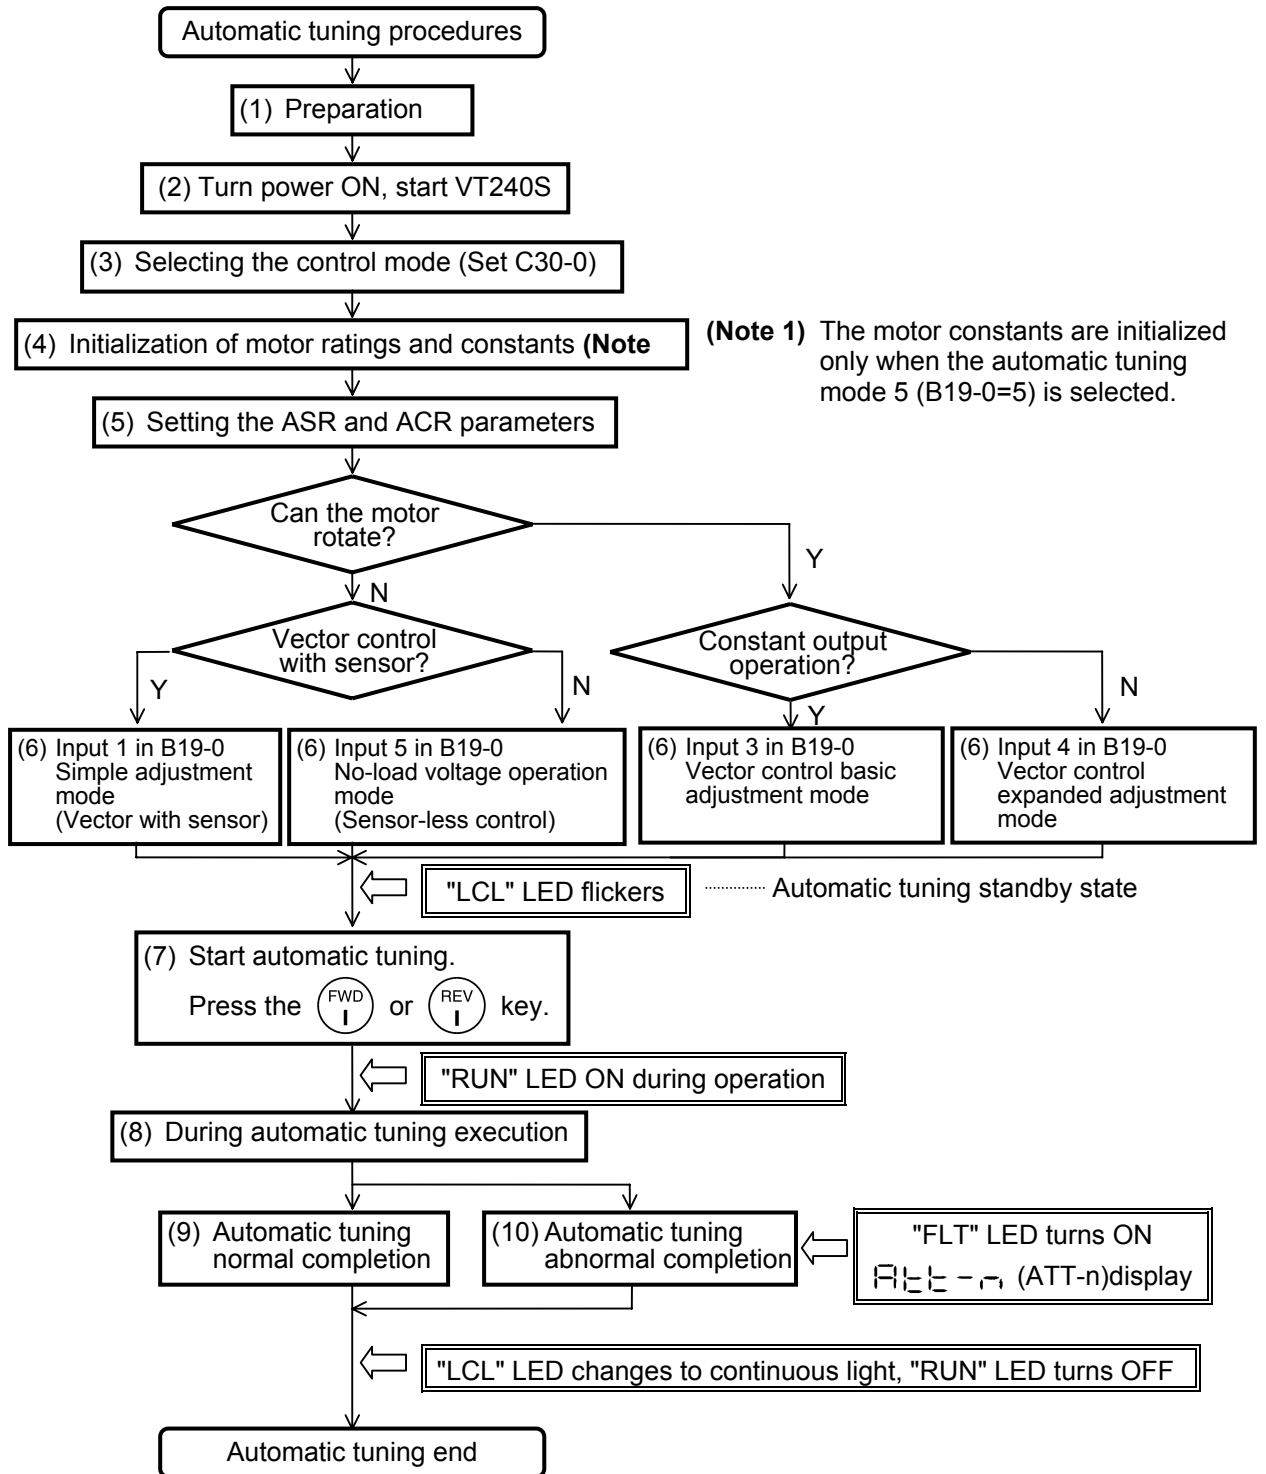 Automatic tuning procedures
(1) Preparation
(2) Turn power ON, start VT240S
(3) Selecting the control mode (Set C30-0)
(4) Initialization of motor ratings and constants (Note
(Note 1) The motor constants are initialized
only when the automatic tuning
mode 5 (B19-0=5) is selected.
(5) Setting the ASR and ACR parameters
Can the motor
rotate?
Y
N
Vector control
with sensor?
Constant output
operation?
Y
N
Y
N
(6) Input 1 in B19-0
Simple adjustment
mode
(Vector with sensor)
(6) Input 5 in B19-0
No-load voltage operation
mode
(Sensor-less control)
(6) Input 3 in B19-0
Vector control basic
adjustment mode
(6) Input 4 in B19-0
Vector control
expanded adjustment
mode
"LCL" LED flickers
Automatic tuning standby state
(7) Start automatic tuning.
Press the FWD I or REV I key.
"RUN" LED ON during operation
(8) During automatic tuning execution
(9) Automatic tuning
normal completion
(10) Automatic tuning
abnormal completion
"FLT" LED turns ON
Att-n (ATT-n)display
"LCL" LED changes to continuous light, "RUN" LED turns OFF
Automatic tuning end